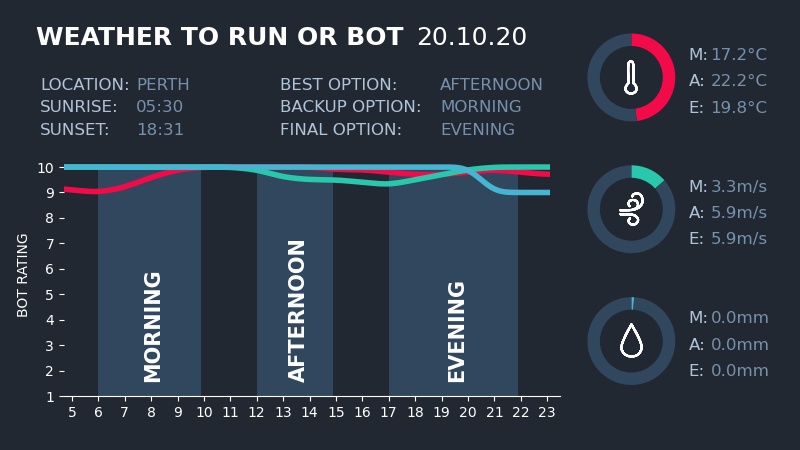 WEATHER TO RUN OR BOT 20.10.20
LOCATION: PERTH
SUNRISE: 05:30
SUNSET: 18:31
BEST OPTION: AFTERNOON
BACKUP OPTION: MORNING
FINAL OPTION: EVENING
M: 17.2°C
A: 22.2°C
E: 19.8°C
M: 3.3m/s
A: 5.9m/s
E: 5.9m/s
M: 0.0mm
A: 0.0mm
E: 0.0mm
BOT RATING
10
9
8
7
6
5
4
3
2
1
MORNING
AFTERNOON
EVENING
5 6 7 8 9 10 11 12 13 14 15 16 17 18 19 20 21 22 23